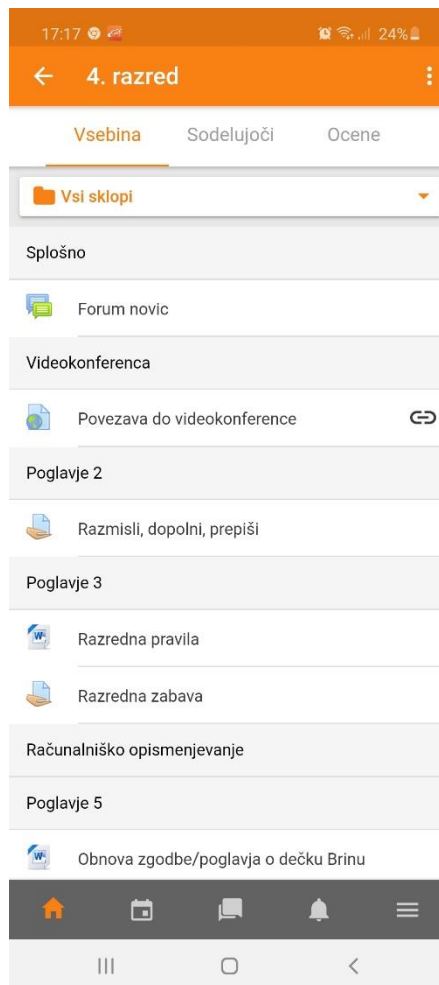 17:17 24%
4. razred
Vsebina Sodelujoči Ocene
Vsi sklopi
Splošno
Forum novic
Videokonferenca
Povezava do videokonference
Poglavje 2
Razmisli, dopolni, prepiši
Poglavje 3
Razredna pravila
Razredna zabava
Računalniško opismenjevanje
Poglavje 5
Obnova zgodbe/poglavja o dečku Brinu